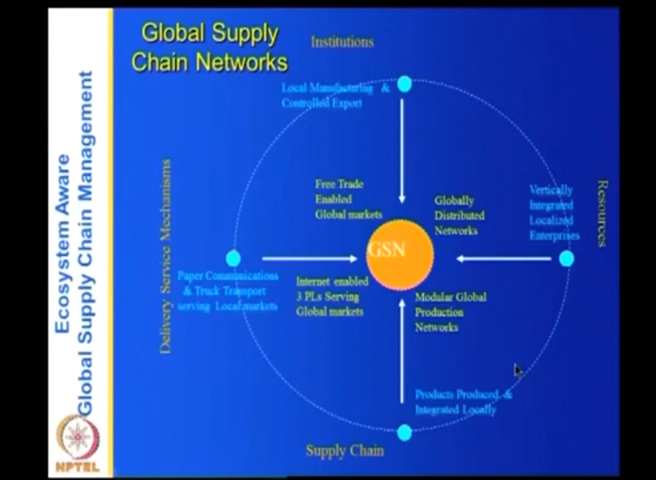 Ecosystem Aware
Global Supply Chain Management
NPTEL
Global Supply
Chain Networks
Institutions
Local Manufacturing &
Controlled Export
Free Trade
Enabled
Global markets
Globally
Distributed
Networks
Vertically
Integrated
Localized
Enterprises
Resources
Delivery Service Mechanisms
GSN
Paper Communications
& Truck Transport
serving Local markets
Internet enabled
3 PLs Serving
Global markets
Modular Global
Production
Networks
Products Produced &
Integrated Locally
Supply Chain